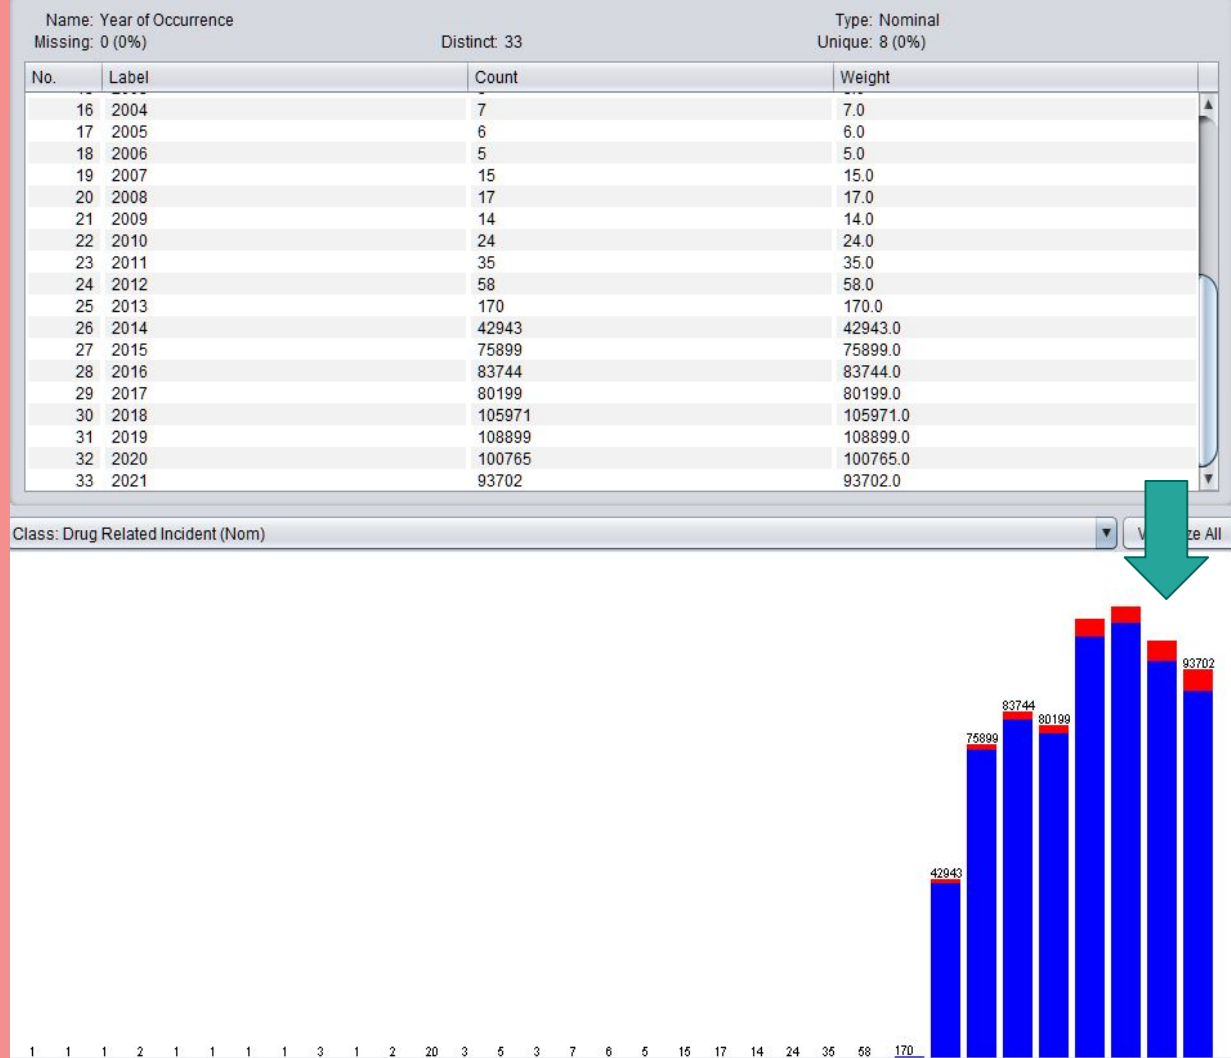 Name: Year of Occurrence Type: Nominal
Missing: 0 (0%) Distinct: 33 Unique: 8 (0%)
No. Label Count Weight
16 2004 7 7.0
17 2005 6 6.0
18 2006 5 5.0
19 2007 15 15.0
20 2008 17 17.0
21 2009 14 14.0
22 2010 24 24.0
23 2011 35 35.0
24 2012 58 58.0
25 2013 170 170.0
26 2014 42943 42943.0
27 2015 75899 75899.0
28 2016 83744 83744.0
29 2017 80199 80199.0
30 2018 105971 105971.0
31 2019 108899 108899.0
32 2020 100765 100765.0
33 2021 93702 93702.0
Class: Drug Related Incident (Nom) All
93702
83744
80199
75899
42943
1 1 1 2 1 1 1 1 3 1 2 20 3 5 3 7 6 5 15 17 14 24 35 58 170